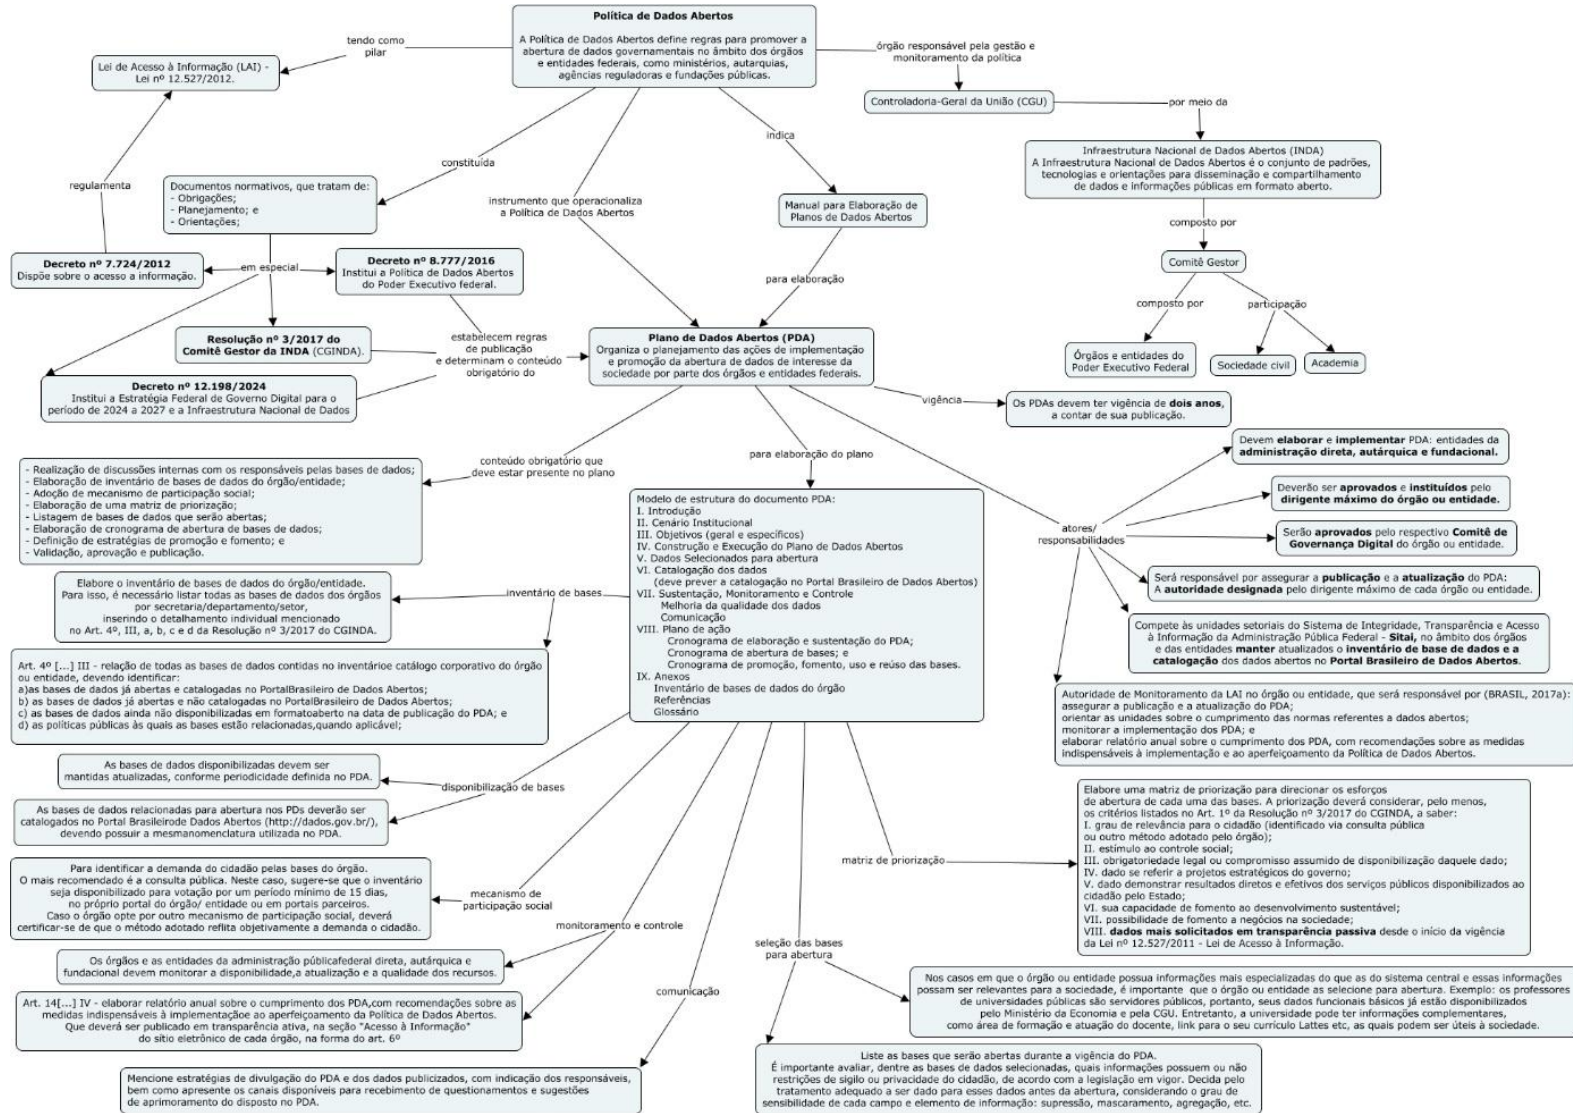 Política de Dados Abertos
A Política de Dados Abertos define regras para promover a
abertura de dados governamentais no âmbito dos órgãos
e entidades federais, como ministérios, autarquias,
agências reguladoras e fundações públicas.
tendo como
pilar
órgão responsável pela gestão e
monitoramento da política
Lei de Acesso à Informação (LAI) -
Lei nº 12.527/2012.
Controladoria-Geral da União (CGU)
por meio da
indica
Infraestrutura Nacional de Dados Abertos (INDA)
A Infraestrutura Nacional de Dados Abertos é o conjunto de padrões,
tecnologias e orientações para disseminação e compartilhamento
de dados e informações públicas em formato aberto.
constituída
regulamenta
Documentos normativos, que tratam de:
- Obrigações;
- Planejamento; e
- Orientações;
instrumento que operacionaliza
a Política de Dados Abertos
Manual para Elaboração de
Planos de Dados Abertos
composto por
Decreto nº 7.724/2012
Dispõe sobre o acesso a informação.
em especial
Decreto nº 8.777/2016
Institui a Política de Dados Abertos
do Poder Executivo federal.
para elaboração
Comitê Gestor
composto por
participação
Resolução nº 3/2017 do
Comitê Gestor da INDA (CGINDA).
estabelecem regras
de publicação
e determinam o conteúdo
obrigatório do
Plano de Dados Abertos (PDA)
Organiza o planejamento das ações de implementação
e promoção da abertura de dados de interesse da
sociedade por parte dos órgãos e entidades federais.
Órgãos e entidades do
Poder Executivo Federal
Sociedade civil
Academia
Decreto nº 12.198/2024
Institui a Estratégia Federal de Governo Digital para o
período de 2024 a 2027 e a Infraestrutura Nacional de Dados
vigência
Os PDAs devem ter vigência de dois anos,
a contar de sua publicação.
conteúdo obrigatório que
deve estar presente no plano
para elaboração do plano
Devem elaborar e implementar PDA: entidades da
administração direta, autárquica e fundacional.
- Realização de discussões internas com os responsáveis pelas bases de dados;
- Elaboração de inventário de bases de dados do órgão/entidade;
- Adoção de mecanismo de participação social;
- Elaboração de uma matriz de priorização;
- Listagem de bases de dados que serão abertas;
- Elaboração de cronograma de abertura de bases de dados;
- Definição de estratégias de promoção e fomento; e
- Validação, aprovação e publicação.
Deverão ser aprovados e instituídos pelo
dirigente máximo do órgão ou entidade.
atores/
responsabilidades
Serão aprovados pelo respectivo Comitê de
Governança Digital do órgão ou entidade.
Modelo de estrutura do documento PDA:
I. Introdução
II. Cenário Institucional
III. Objetivos (geral e específicos)
IV. Construção e Execução do Plano de Dados Abertos
V. Dados Selecionados para abertura
VI. Catalogação dos dados
(deve prever a catalogação no Portal Brasileiro de Dados Abertos)
VII. Sustentação, Monitoramento e Controle
Melhoria da qualidade dos dados
Comunicação
VIII. Plano de ação
Cronograma de elaboração e sustentação do PDA;
Cronograma de abertura de bases; e
Cronograma de promoção, fomento, uso e reúso das bases.
IX. Anexos
Inventário de bases de dados do órgão
Referências
Glossário
Será responsável por assegurar a publicação e a atualização do PDA:
A autoridade designada pelo dirigente máximo de cada órgão ou entidade.
Elabore o inventário de bases de dados do órgão/entidade.
Para isso, é necessário listar todas as bases de dados dos órgãos
por secretaria/departamento/setor,
inserindo o detalhamento individual mencionado
no Art. 4º, III, a, b, c e d da Resolução nº 3/2017 do CGINDA.
inventário de bases
Compete às unidades setoriais do Sistema de Integridade, Transparência e Acesso
à Informação da Administração Pública Federal - Sitai, no âmbito dos órgãos
e das entidades manter atualizados o inventário de base de dados e a
catalogação dos dados abertos no Portal Brasileiro de Dados Abertos.
Art. 4º [...] III - relação de todas as bases de dados contidas no inventárioe catálogo corporativo do órgão
ou entidade, devendo identificar:
a)as bases de dados já abertas e catalogadas no PortalBrasileiro de Dados Abertos;
b) as bases de dados já abertas e não catalogadas no PortalBrasileiro de Dados Abertos;
c) as bases de dados ainda não disponibilizadas em formatoaberto na data de publicação do PDA; e
d) as políticas públicas às quais as bases estão relacionadas,quando aplicável;
Autoridade de Monitoramento da LAI no órgão ou entidade, que será responsável por (BRASIL, 2017a):
assegurar a publicação e a atualização do PDA;
orientar as unidades sobre o cumprimento das normas referentes a dados abertos;
monitorar a implementação dos PDA; e
elaborar relatório anual sobre o cumprimento dos PDA, com recomendações sobre as medidas
indispensáveis à implementação e ao aperfeiçoamento da Política de Dados Abertos.
As bases de dados disponibilizadas devem ser
mantidas atualizadas, conforme periodicidade definida no PDA.
disponibilização de bases
As bases de dados relacionadas para abertura nos PDs deverão ser
catalogados no Portal Brasileirode Dados Abertos (http://dados.gov.br/),
devendo possuir a mesmanomenclatura utilizada no PDA.
Elabore uma matriz de priorização para direcionar os esforços
de abertura de cada uma das bases. A priorização deverá considerar, pelo menos,
os critérios listados no Art. 1º da Resolução nº 3/2017 do CGINDA, a saber:
I. grau de relevância para o cidadão (identificado via consulta pública
ou outro método adotado pelo órgão);
II. estímulo ao controle social;
III. obrigatoriedade legal ou compromisso assumido de disponibilização daquele dado;
IV. dado se referir a projetos estratégicos do governo;
V. dado demonstrar resultados diretos e efetivos dos serviços públicos disponibilizados ao
cidadão pelo Estado;
VI. sua capacidade de fomento ao desenvolvimento sustentável;
VII. possibilidade de fomento a negócios na sociedade;
VIII. dados mais solicitados em transparência passiva desde o início da vigência
da Lei nº 12.527/2011 - Lei de Acesso à Informação.
matriz de priorização
Para identificar a demanda do cidadão pelas bases do órgão.
O mais recomendado é a consulta pública. Neste caso, sugere-se que o inventário
seja disponibilizado para votação por um período mínimo de 15 dias,
no próprio portal do órgão/ entidade ou em portais parceiros.
Caso o órgão opte por outro mecanismo de participação social, deverá
certificar-se de que o método adotado reflita objetivamente a demanda o cidadão.
mecanismo de
participação social
monitoramento e controle
seleção das bases
para abertura
Os órgãos e as entidades da administração públicafederal direta, autárquica e
fundacional devem monitorar a disponibilidade,a atualização e a qualidade dos recursos.
Nos casos em que o órgão ou entidade possua informações mais especializadas do que as do sistema central e essas informações
possam ser relevantes para a sociedade, é importante que o órgão ou entidade as selecione para abertura. Exemplo: os professores
de universidades públicas são servidores públicos, portanto, seus dados funcionais básicos já estão disponibilizados
pelo Ministério da Economia e pela CGU. Entretanto, a universidade pode ter informações complementares,
como área de formação e atuação do docente, link para o seu currículo Lattes etc, as quais podem ser úteis à sociedade.
comunicação
Art. 14[...] IV - elaborar relatório anual sobre o cumprimento dos PDA,com recomendações sobre as
medidas indispensáveis à implementaçãoe ao aperfeiçoamento da Política de Dados Abertos.
Que deverá ser publicado em transparência ativa, na seção "Acesso à Informação"
do sítio eletrônico de cada órgão, na forma do art. 6º
Liste as bases que serão abertas durante a vigência do PDA.
É importante avaliar, dentre as bases de dados selecionadas, quais informações possuem ou não
restrições de sigilo ou privacidade do cidadão, de acordo com a legislação em vigor. Decida pelo
tratamento adequado a ser dado para esses dados antes da abertura, considerando o grau de
sensibilidade de cada campo e elemento de informação: supressão, mascaramento, agregação, etc.
Mencione estratégias de divulgação do PDA e dos dados publicizados, com indicação dos responsáveis,
bem como apresente os canais disponíveis para recebimento de questionamentos e sugestões
de aprimoramento do disposto no PDA.